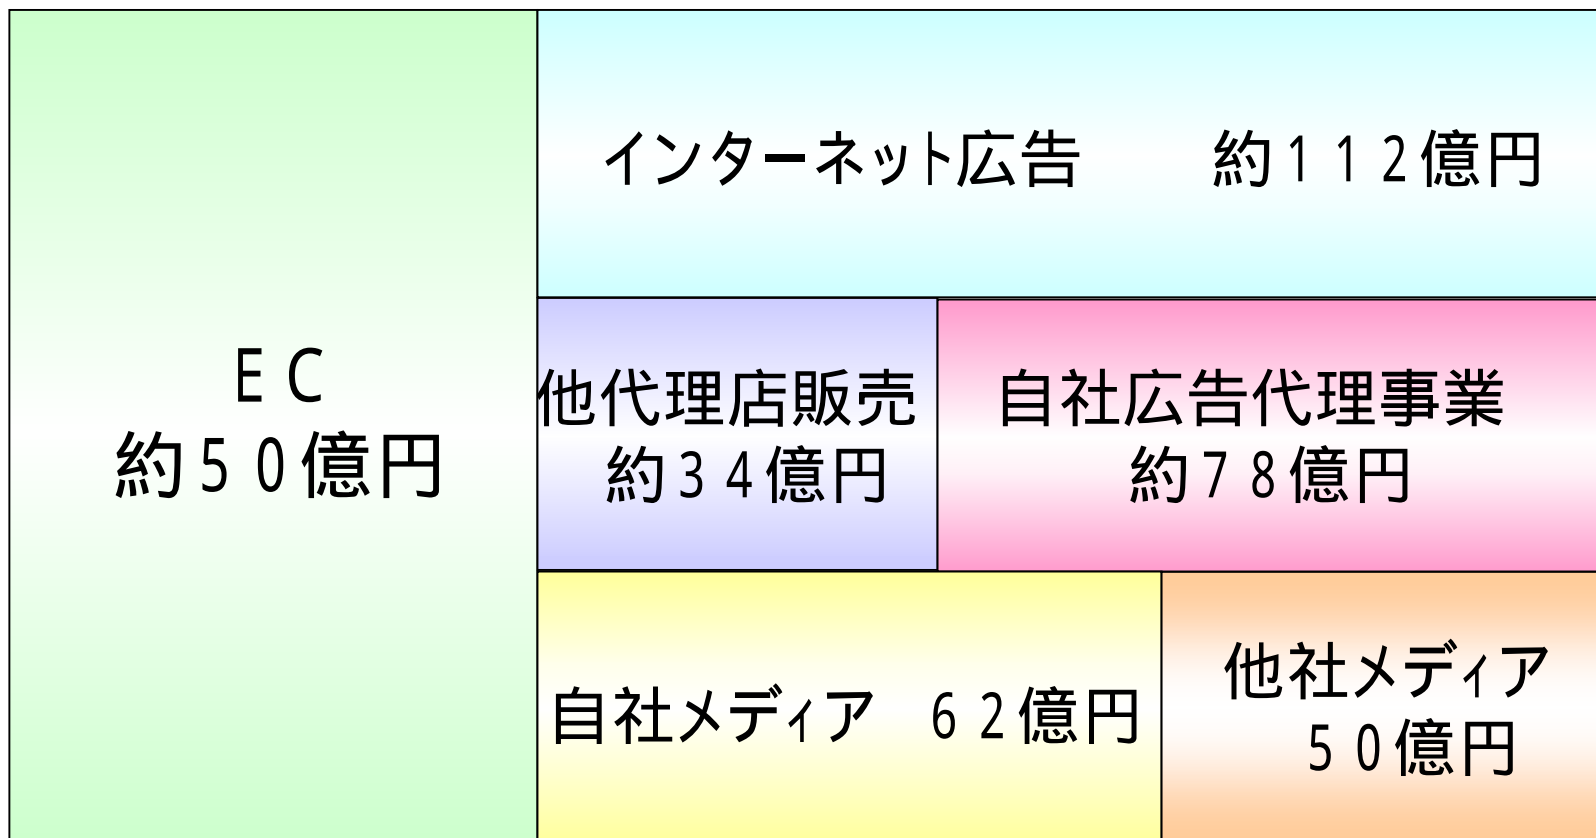 EC
約50億円
インターネット広告　　約112億円
他代理店販売
約34億円
自社広告代理事業
約78億円
自社メディア　62億円
他社メディア
50億円